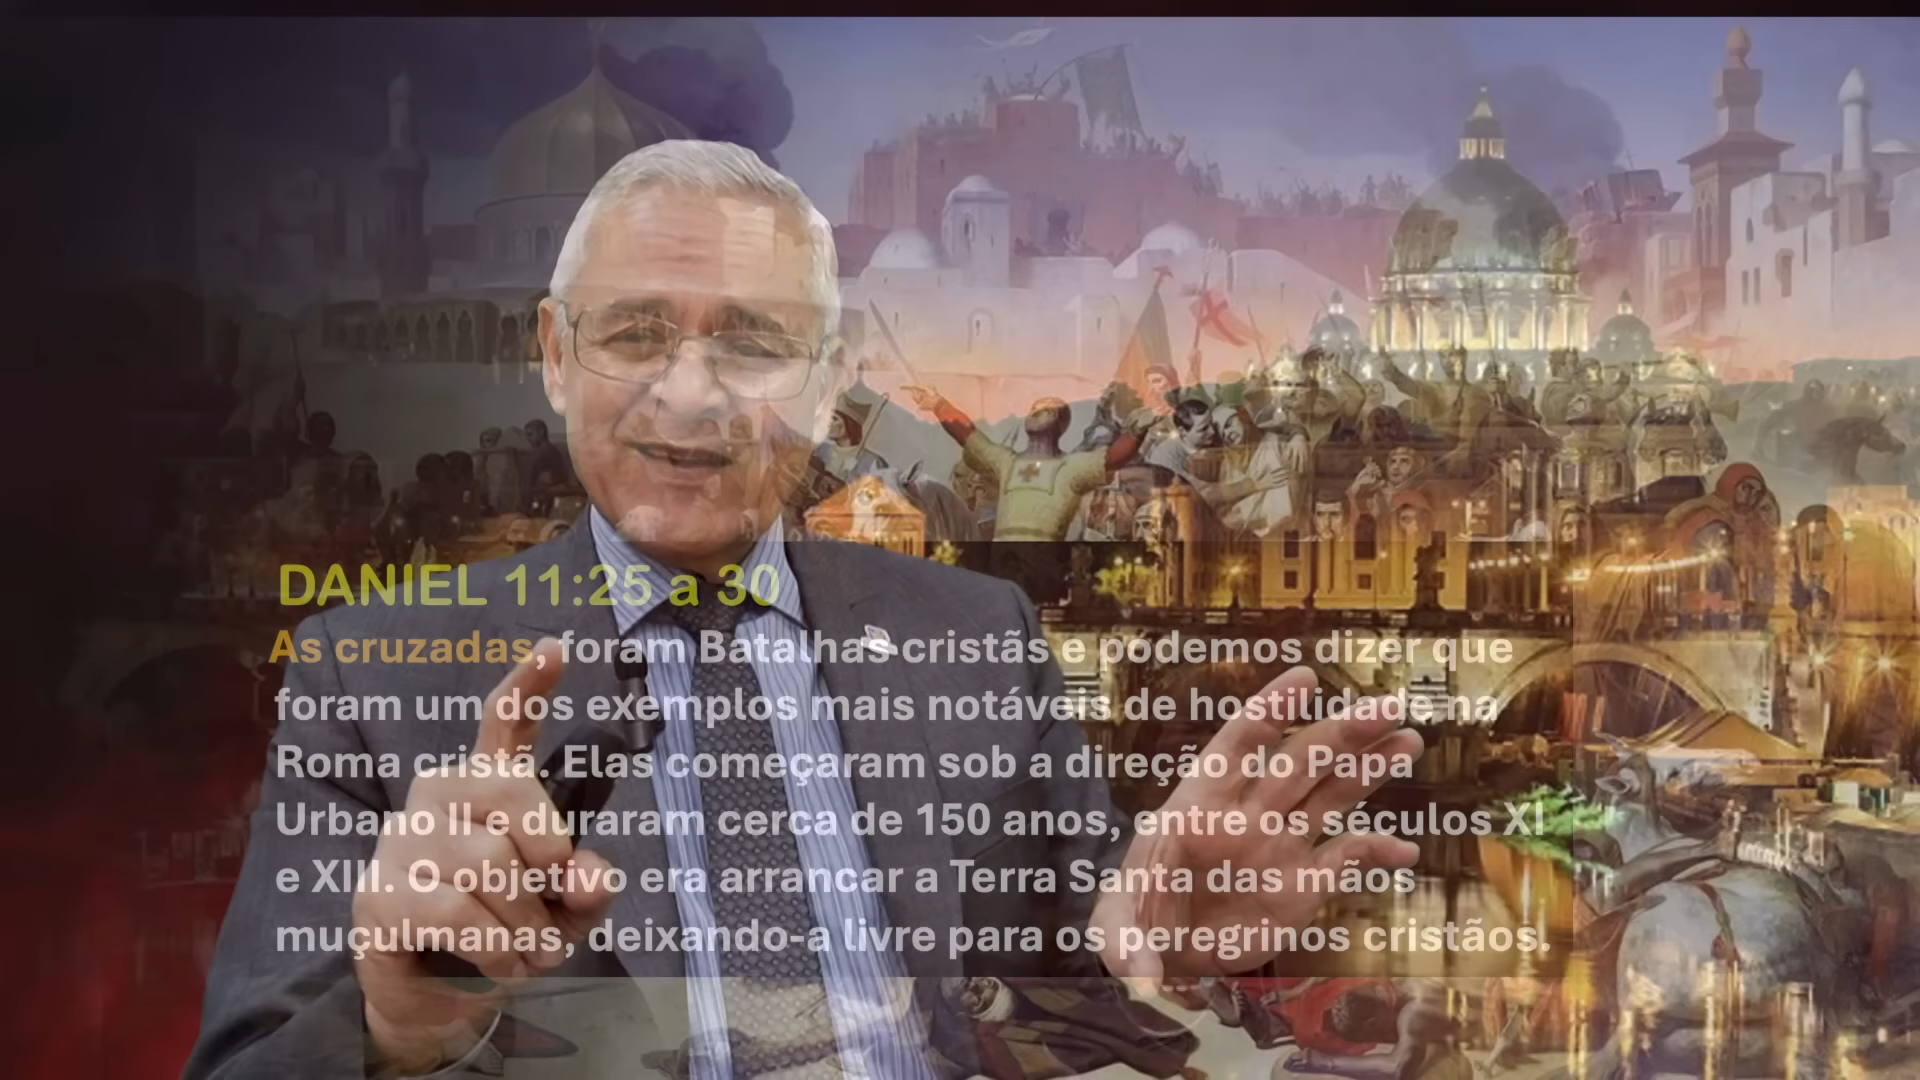 DANIEL 11:25 a 30
As cruzadas, foram Batalhas cristãs e podemos dizer que
foram um dos exemplos mais notáveis de hostilidade na
Roma cristã. Elas começaram sob a direção do Papa
Urbano II e duraram cerca de 150 anos, entre os séculos XI
e XIII. O objetivo era arrancar a Terra Santa das mãos
muçulmanas, deixando-a livre para os peregrinos cristãos.